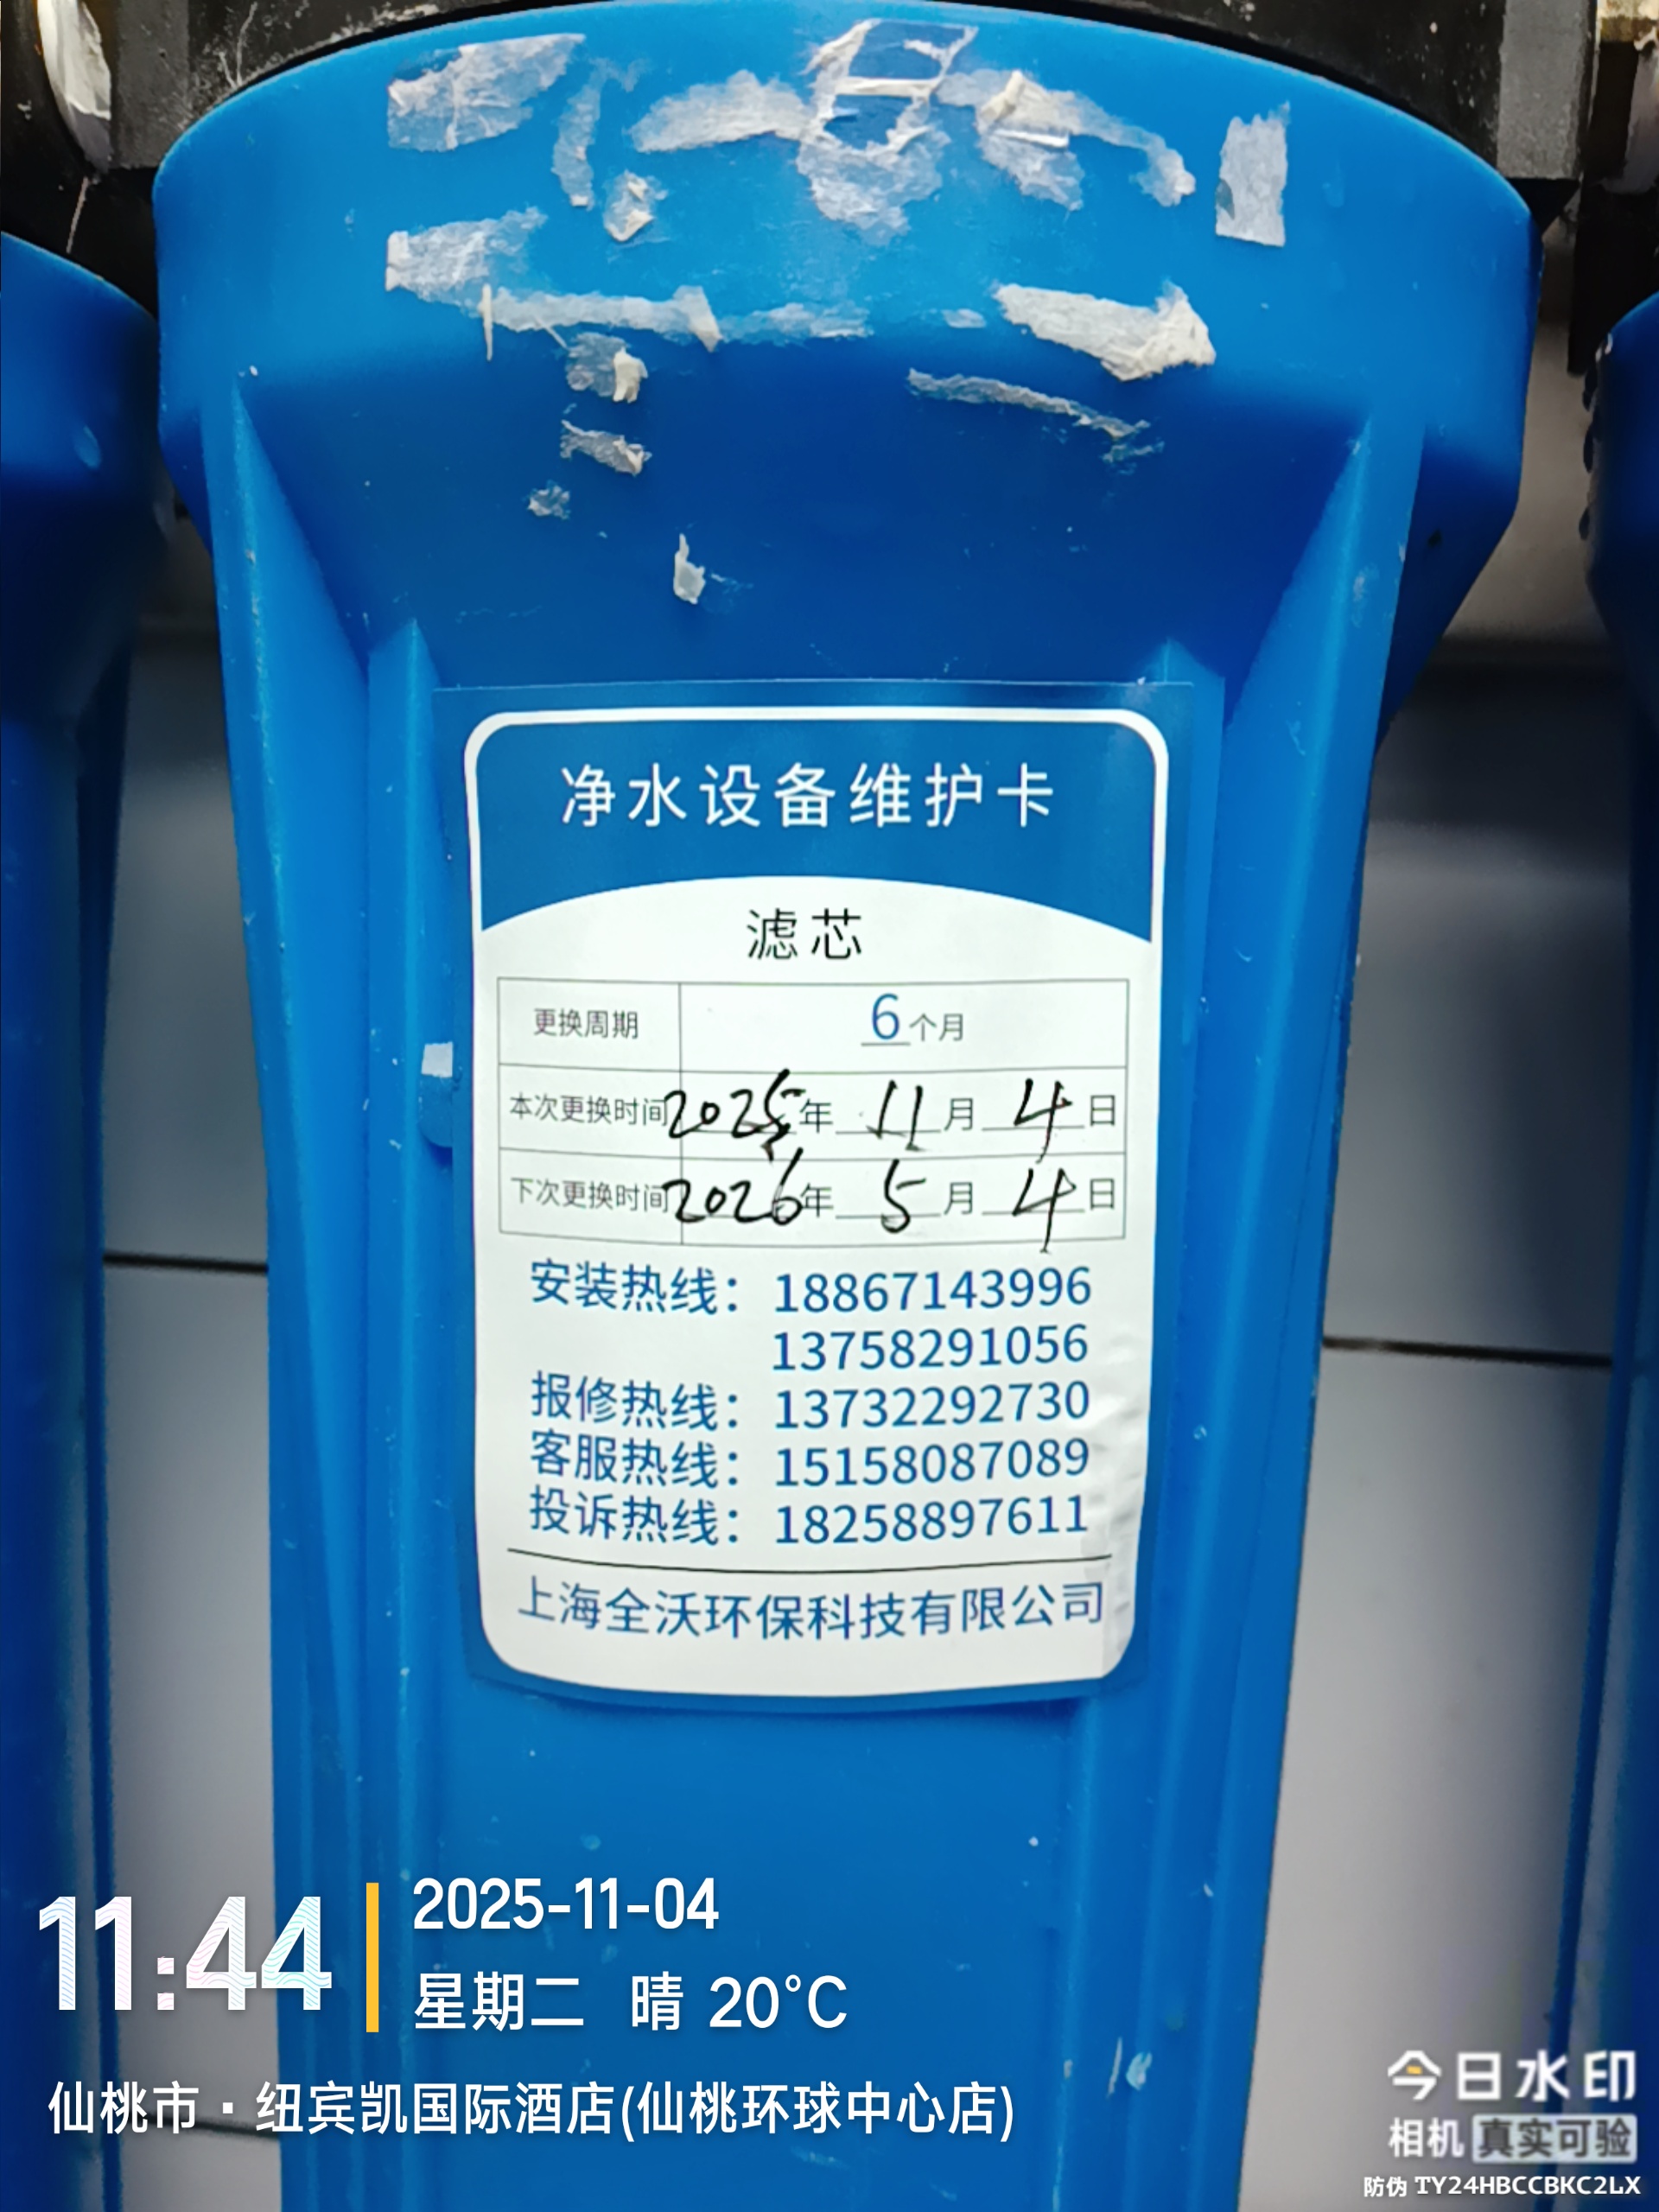 净水设备维护卡
滤芯
更换周期 6个月
本次更换时间 2025年 11月 4日
下次更换时间 2026年 5月 4日
安装热线：18867143996
13758291056
报修热线：13732292730
客服热线：15158087089
投诉热线：18258897611
上海全沃环保科技有限公司
11:44
2025-11-04
星期二 晴 20°C
仙桃市·纽宾凯国际酒店(仙桃环球中心店)
今日水印
相机 真实可验
防伪 TY24HBCCBKC2LX